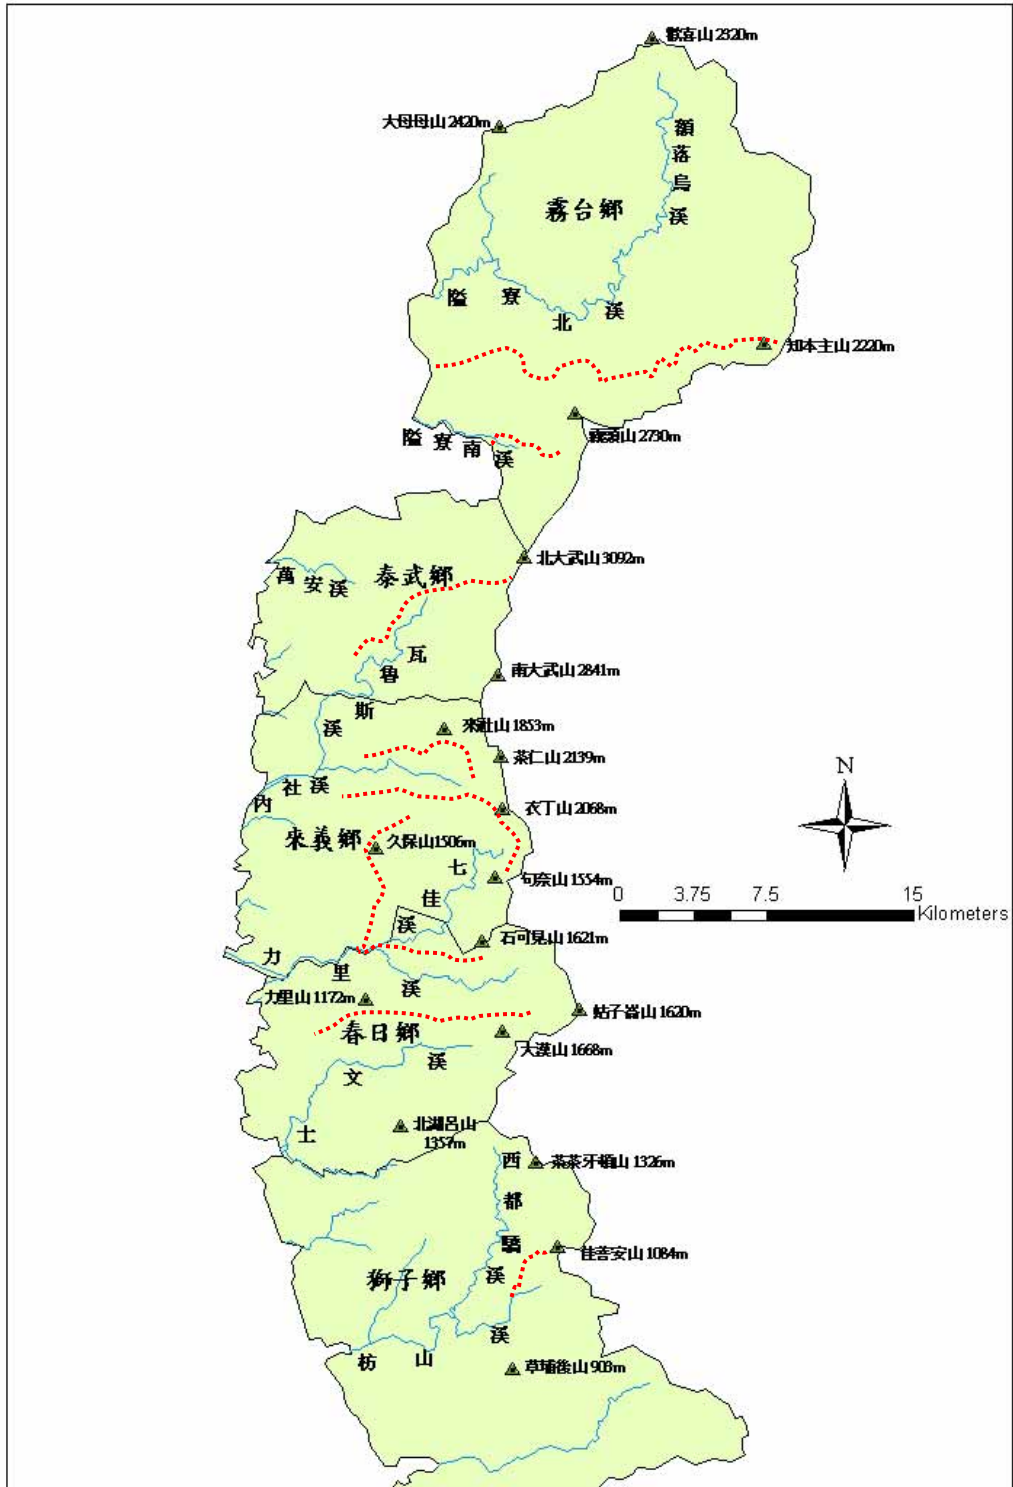 歡喜山 2320m
大母母山 2420m
額落烏溪
霧台鄉
隘寮北溪
知本主山 2220m
霧頭山 2730m
隘寮南溪
北大武山 3092m
泰武鄉
萬安溪
瓦魯斯溪
南大武山 2841m
來社山 1853m
茶仁山 2139m
內社溪
衣丁山 2068m
來義鄉
久保山 1506m
七佳溪
句奈山 1554m
石可見山 1621m
力里溪
力里山 1172m
姑子崙山 1620m
春日鄉
大漢山 1668m
士文溪
北湖呂山
1357m
西都驕溪
茶茶牙頓山 1326m
佳菩安山 1084m
獅子鄉
枋山溪
草埔後山 903m
N
0 3.75 7.5 15
Kilometers